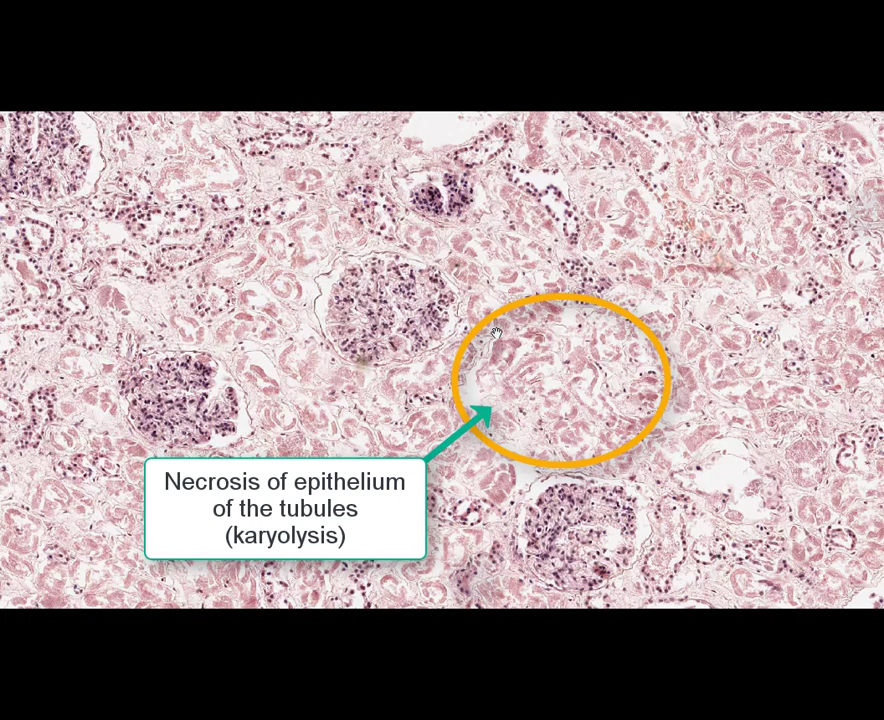 Necrosis of epithelium
of the tubules
(karyolysis)